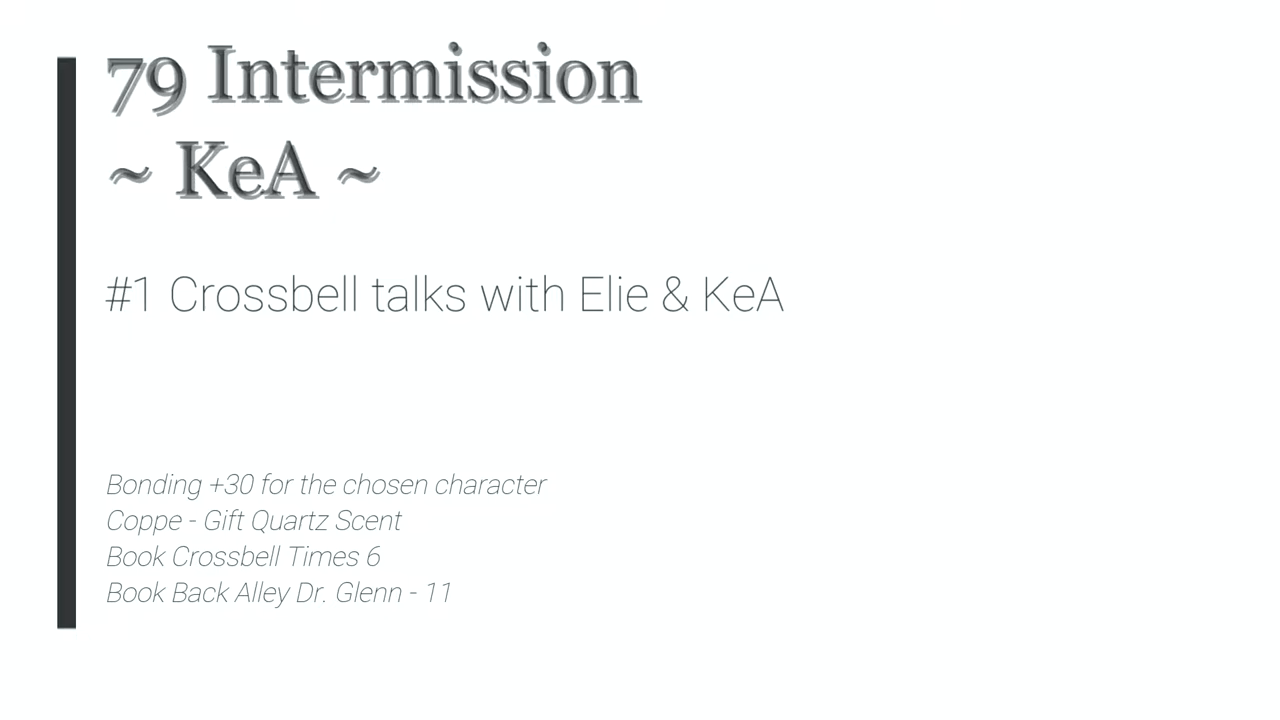 79 Intermission
~ KeA ~
#1 Crossbell talks with Elie & KeA
Bonding +30 for the chosen character
Coppe - Gift Quartz Scent
Book Crossbell Times 6
Book Back Alley Dr. Glenn - 11